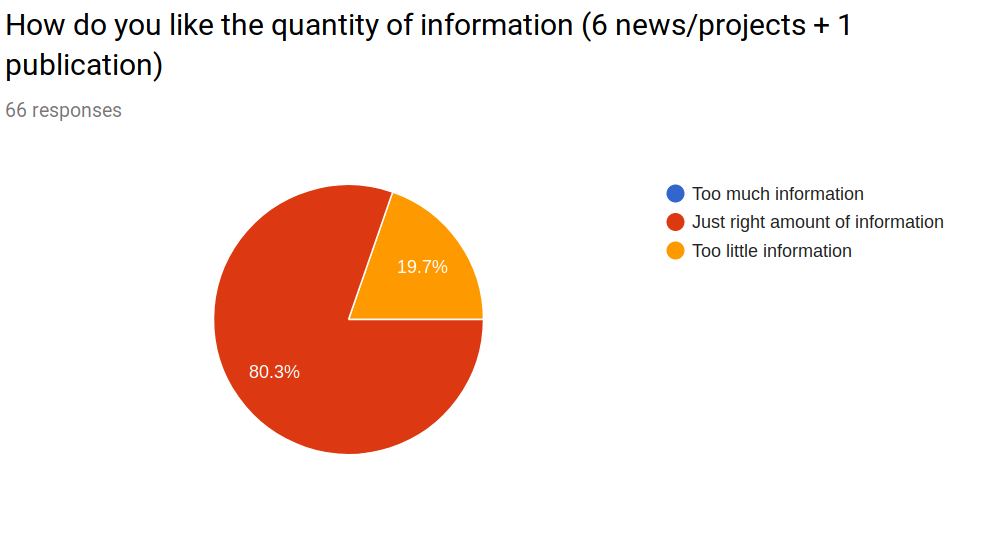 How do you like the quantity of information (6 news/projects + 1
publication)
66 responses
Too much information
Just right amount of information
Too little information
19.7%
80.3%